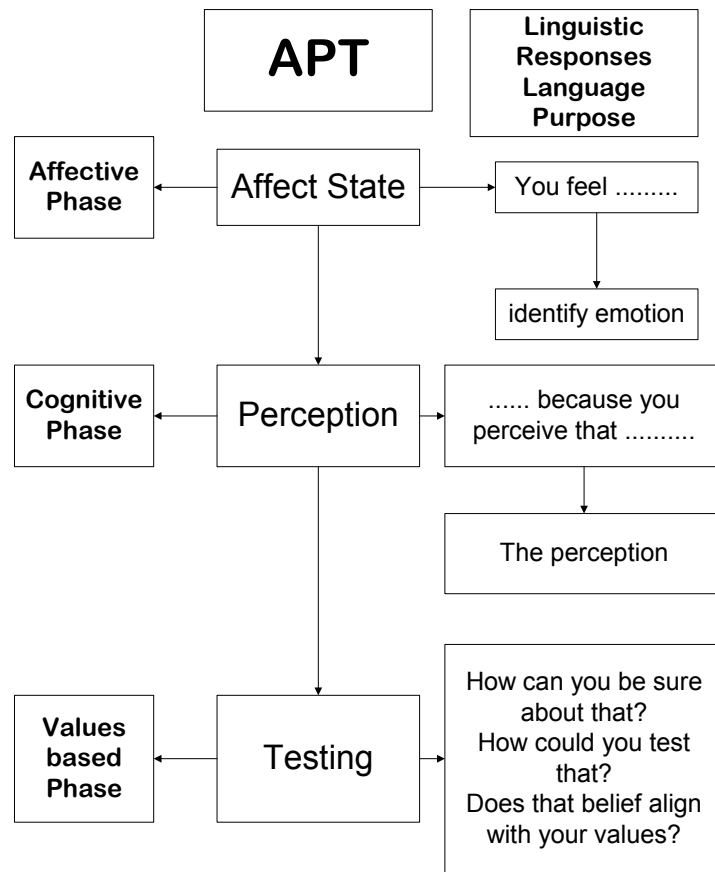 APT
Linguistic
Responses
Language
Purpose
Affective
Phase
Affect State
You feel .........
identify emotion
Cognitive
Phase
Perception
...... because you
perceive that ..........
The perception
Values
based
Phase
Testing
How can you be sure
about that?
How could you test
that?
Does that belief align
with your values?